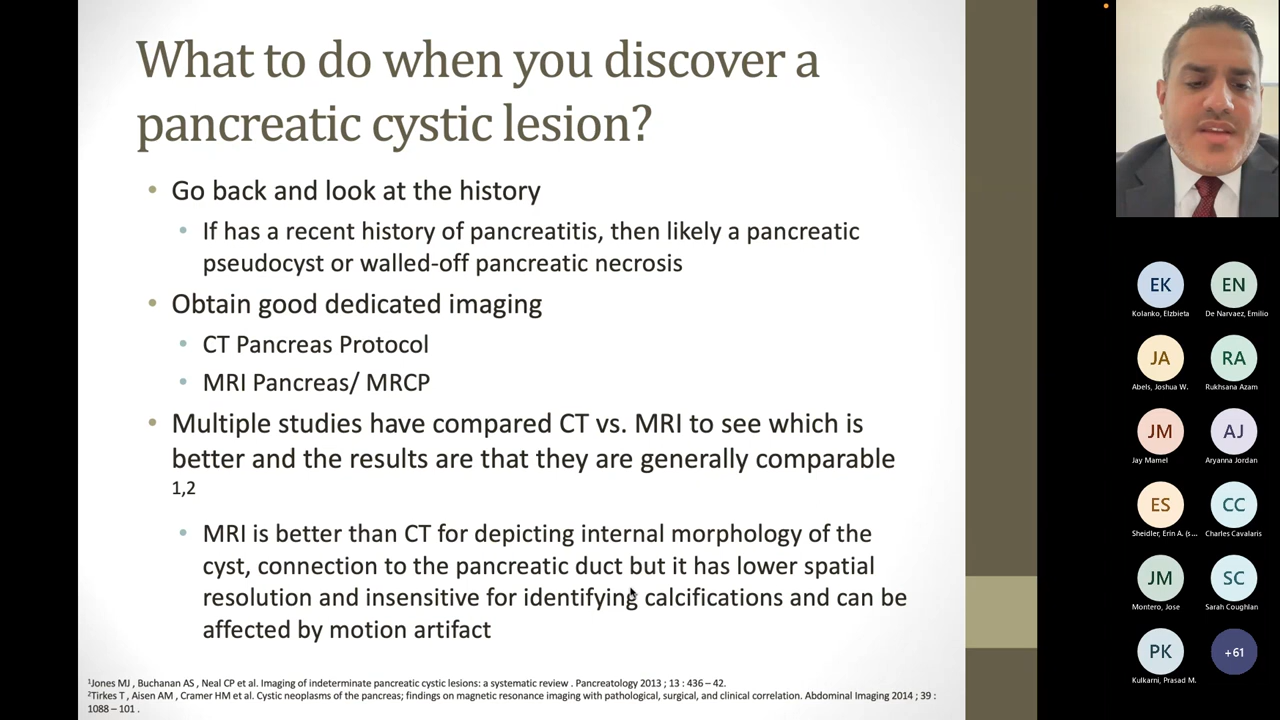 What to do when you discover a
pancreatic cystic lesion?
• Go back and look at the history
• If has a recent history of pancreatitis, then likely a pancreatic
pseudocyst or walled-off pancreatic necrosis
• Obtain good dedicated imaging
• CT Pancreas Protocol
• MRI Pancreas/ MRCP
• Multiple studies have compared CT vs. MRI to see which is
better and the results are that they are generally comparable
1,2
• MRI is better than CT for depicting internal morphology of the
cyst, connection to the pancreatic duct but it has lower spatial
resolution and insensitive for identifying calcifications and can be
affected by motion artifact
1Jones MJ , Buchanan AS , Neal CP et al. Imaging of indeterminate pancreatic cystic lesions: a systematic review . Pancreatology 2013 ; 13 : 436 – 42.
2Tirkes T , Aisen AM , Cramer HM et al. Cystic neoplasms of the pancreas; findings on magnetic resonance imaging with pathological, surgical, and clinical correlation. Abdominal Imaging 2014 ; 39 :
1088 – 101 .
EK
Kolanko, Elzbieta
EN
De Narvaez, Emilio
JA
Abels, Joshua W.
RA
Rukhsana Azam
JM
Jay Mamel
AJ
Aryanna Jordan
ES
Sheidler, Erin A. (s...
CC
Charles Cavalaris
JM
Montero, Jose
SC
Sarah Coughlan
PK
Kulkarni, Prasad M.
+61